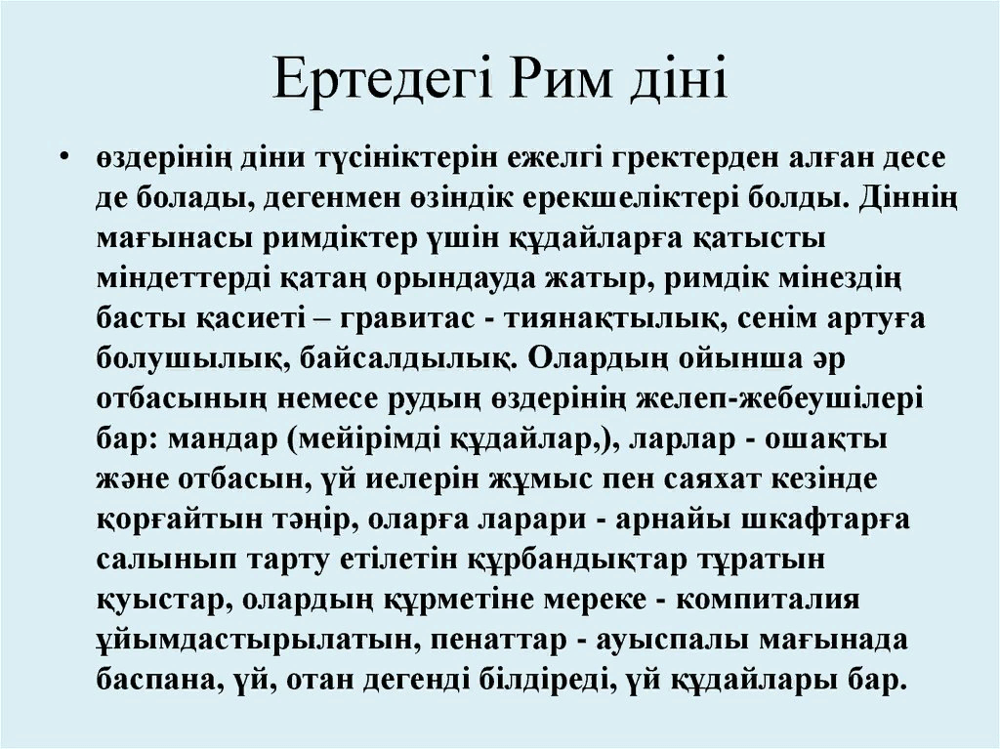 Ертедегі Рим діні
• өздерінің діни түсініктерін ежелгі гректерден алған десе
де болады, дегенмен өзіндік ерекшеліктері болды. Діннің
мағынасы римдіктер үшін құдайларға қатысты
міндеттерді қатаң орындауда жатыр, римдік мінездің
басты қасиеті – гравитас - тиянақтылық, сенім артуға
болушылық, байсалдылық. Олардың ойынша әр
отбасының немесе рудың өздерінің желеп-жебеушілері
бар: мандар (мейірімді құдайлар,), ларлар - ошақты
және отбасын, үй иелерін жұмыс пен саяхат кезінде
қорғайтын тәңір, оларға ларари - арнайы шкафтарға
салынып тарту етілетін құрбандықтар тұратын
қуыстар, олардың құрметіне мереке - компиталия
ұйымдастырылатын, пенаттар - ауыспалы мағынада
баспана, үй, отан дегенді білдіреді, үй құдайлары бар.